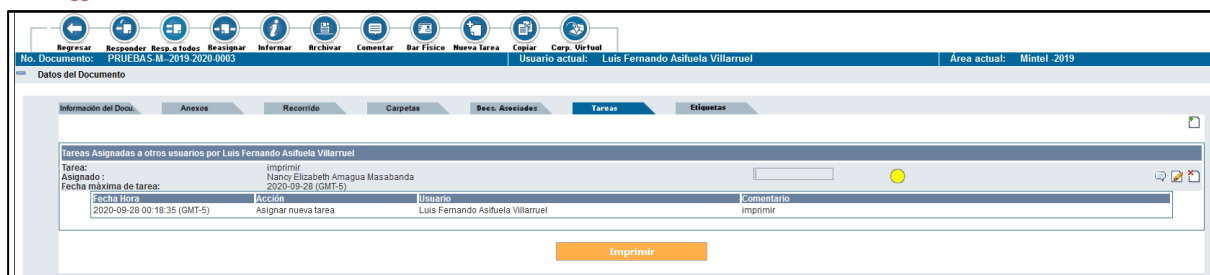 Regresar Responder Resp.a todos Reasignar Informar Archivar Comentar Dar Físico Nueva Tarea Copiar Carp. Virtual
No. Documento: PRUEBAS-M--2019-2020-0003 Usuario actual: Luis Fernando Asifuela Villarruel Área actual: Mintel -2019
Datos del Documento
Información del Docu. Anexos Recorrido Carpetas Docs. Asociados Tareas Etiquetas
Tareas Asignadas a otros usuarios por Luis Fernando Asifuela Villarruel
Tarea: imprimir
Asignado : Nancy Elizabeth Amagua Masabanda
Fecha máxima de tarea: 2020-09-28 (GMT-5)
Fecha Hora Acción Usuario Comentario
2020-09-28 00:18:35 (GMT-5) Asignar nueva tarea Luis Fernando Asifuela Villarruel imprimir
Imprimir